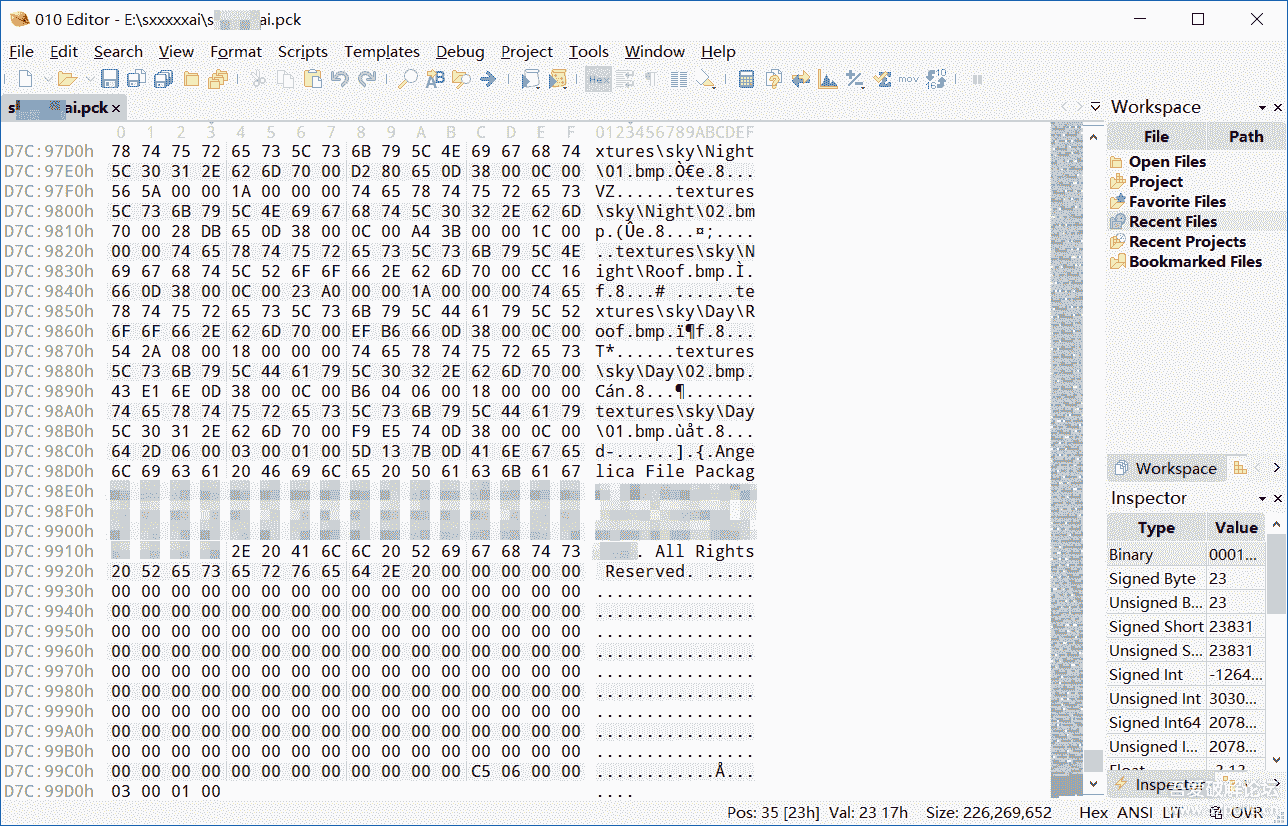 010 Editor - E:\sxxxxxai\s ai.pck
File Edit Search View Format Scripts Templates Debug Project Tools Window Help
s ai.pck
0 1 2 3 4 5 6 7 8 9 A B C D E F 0123456789ABCDEF
D7C:97D0h 78 74 75 72 65 73 5C 73 6B 79 5C 4E 69 67 68 74 xtures\sky\Night
D7C:97E0h 5C 30 31 2E 62 6D 70 00 D2 80 65 0D 38 00 0C 00 \01.bmp.Ò€e.8...
D7C:97F0h 56 5A 00 00 1A 00 00 00 74 65 78 74 75 72 65 73 VZ......textures
D7C:9800h 5C 73 6B 79 5C 4E 69 67 68 74 5C 30 32 2E 62 6D \sky\Night\02.bm
D7C:9810h 70 00 28 DB 65 0D 38 00 0C 00 A4 3B 00 00 1C 00 p.(Ûe.8...¤;....
D7C:9820h 00 00 74 65 78 74 75 72 65 73 5C 73 6B 79 5C 4E ..textures\sky\N
D7C:9830h 69 67 68 74 5C 52 6F 6F 66 2E 62 6D 70 00 CC 16 ight\Roof.bmp.Ì.
D7C:9840h 66 0D 38 00 0C 00 23 A0 00 00 1A 00 00 00 74 65 f.8...# ......te
D7C:9850h 78 74 75 72 65 73 5C 73 6B 79 5C 44 61 79 5C 52 xtures\sky\Day\R
D7C:9860h 6F 6F 66 2E 62 6D 70 00 EF B6 66 0D 38 00 0C 00 oof.bmp.ï¶f.8...
D7C:9870h 54 2A 08 00 18 00 00 00 74 65 78 74 75 72 65 73 T*......textures
D7C:9880h 5C 73 6B 79 5C 44 61 79 5C 30 32 2E 62 6D 70 00 \sky\Day\02.bmp.
D7C:9890h 43 E1 6E 0D 38 00 0C 00 B6 04 06 00 18 00 00 00 Cán.8...¶.......
D7C:98A0h 74 65 78 74 75 72 65 73 5C 73 6B 79 5C 44 61 79 textures\sky\Day
D7C:98B0h 5C 30 31 2E 62 6D 70 00 F9 E5 74 0D 38 00 0C 00 \01.bmp.ùåt.8...
D7C:98C0h 64 2D 06 00 03 00 01 00 5D 13 7B 0D 41 6E 67 65 d-......].{.Ange
D7C:98D0h 6C 69 63 61 20 46 69 6C 65 20 50 61 63 6B 61 67 lica File Packag
D7C:98E0h
D7C:98F0h
D7C:9900h
D7C:9910h 2E 20 41 6C 6C 20 52 69 67 68 74 73 . All Rights
D7C:9920h 20 52 65 73 65 72 76 65 64 2E 20 00 00 00 00 00 Reserved. .....
D7C:9930h 00 00 00 00 00 00 00 00 00 00 00 00 00 00 00 00 ................
D7C:9940h 00 00 00 00 00 00 00 00 00 00 00 00 00 00 00 00 ................
D7C:9950h 00 00 00 00 00 00 00 00 00 00 00 00 00 00 00 00 ................
D7C:9960h 00 00 00 00 00 00 00 00 00 00 00 00 00 00 00 00 ................
D7C:9970h 00 00 00 00 00 00 00 00 00 00 00 00 00 00 00 00 ................
D7C:9980h 00 00 00 00 00 00 00 00 00 00 00 00 00 00 00 00 ................
D7C:9990h 00 00 00 00 00 00 00 00 00 00 00 00 00 00 00 00 ................
D7C:99A0h 00 00 00 00 00 00 00 00 00 00 00 00 00 00 00 00 ................
D7C:99B0h 00 00 00 00 00 00 00 00 00 00 00 00 00 00 00 00 ................
D7C:99C0h 00 00 00 00 00 00 00 00 00 00 00 00 C5 06 00 00 ............Å...
D7C:99D0h 03 00 01 00 ....
Workspace
File Path
Open Files
Project
Favorite Files
Recent Files
Recent Projects
Bookmarked Files
Workspace
Inspector
Type Value
Binary 0001...
Signed Byte 23
Unsigned B... 23
Signed Short 23831
Unsigned S... 23831
Signed Int -1264...
Unsigned Int 3030...
Signed Int64 2078...
Unsigned I... 2078...
Inspector
吾爱破解论坛
Pos: 35 [23h] Val: 23 17h Size: 226,269,652 Hex ANSI LIT OVR